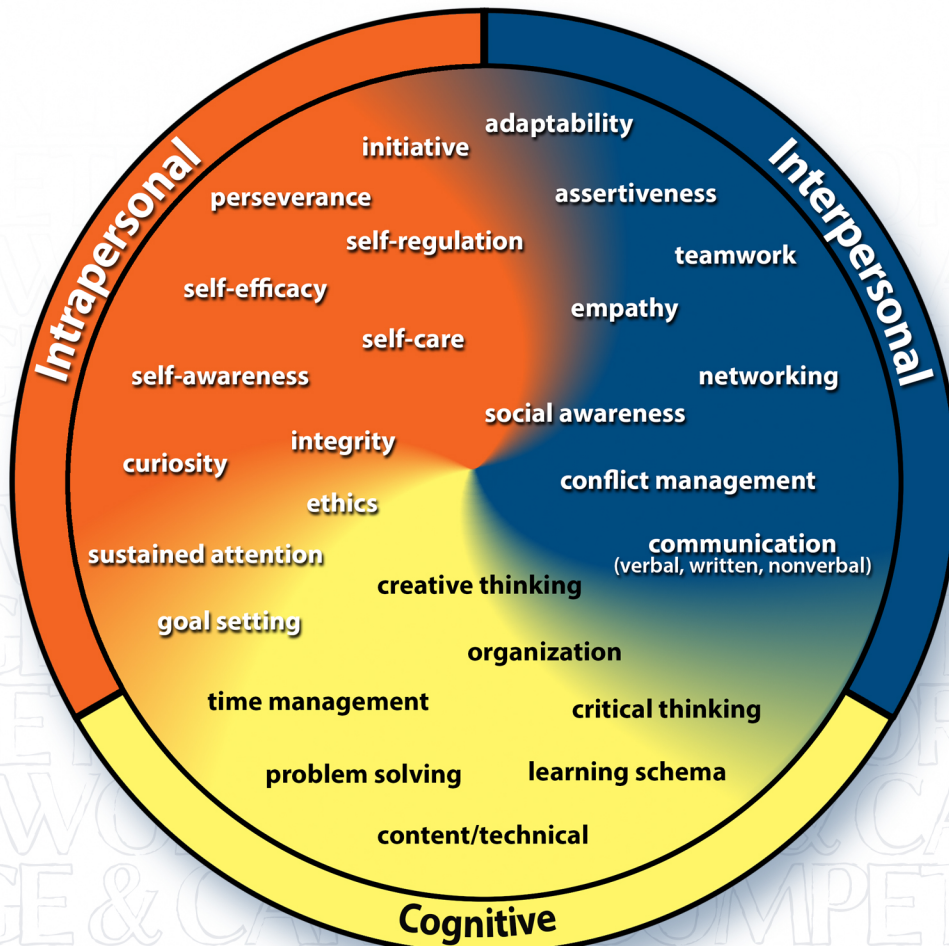 adaptability
initiative
Intrapersonal
Interpersonal
perseverance
assertiveness
self-regulation
teamwork
self-efficacy
empathy
self-care
self-awareness
networking
social awareness
integrity
curiosity
conflict management
ethics
communication
sustained attention
(verbal, written, nonverbal)
creative thinking
goal setting
organization
time management
critical thinking
problem solving
learning schema
content/technical
Cognitive